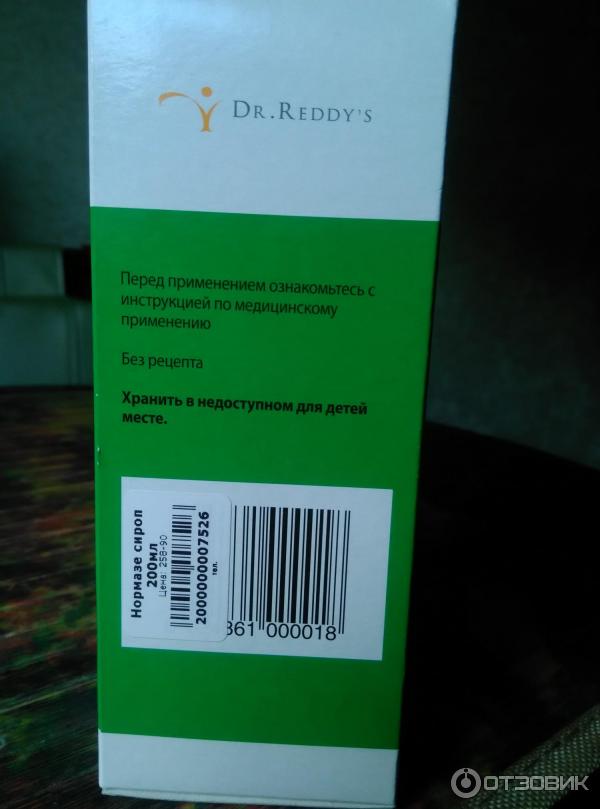 DR.REDDY'S
Перед применением ознакомьтесь с
инструкцией по медицинскому
применению
Без рецепта
Хранить в недоступном для детей
месте.
Нормазе сироп
200мл
Цена: 258-90
2000000007526
тел.
361 000018
ОТЗОВИК